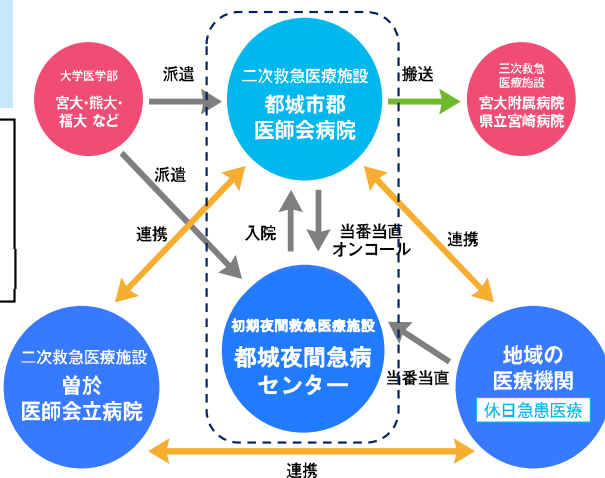 大学医学部
宮大・熊大・
福大 など
派遣
二次救急医療施設
都城市郡
医師会病院
搬送
三次救急
医療施設
宮大附属病院
県立宮崎病院
派遣
連携
入院
当番当直
オンコール
連携
二次救急医療施設
曽於
医師会立病院
初期夜間救急医療施設
都城夜間急病
センター
当番当直
地域の
医療機関
休日急患医療
連携